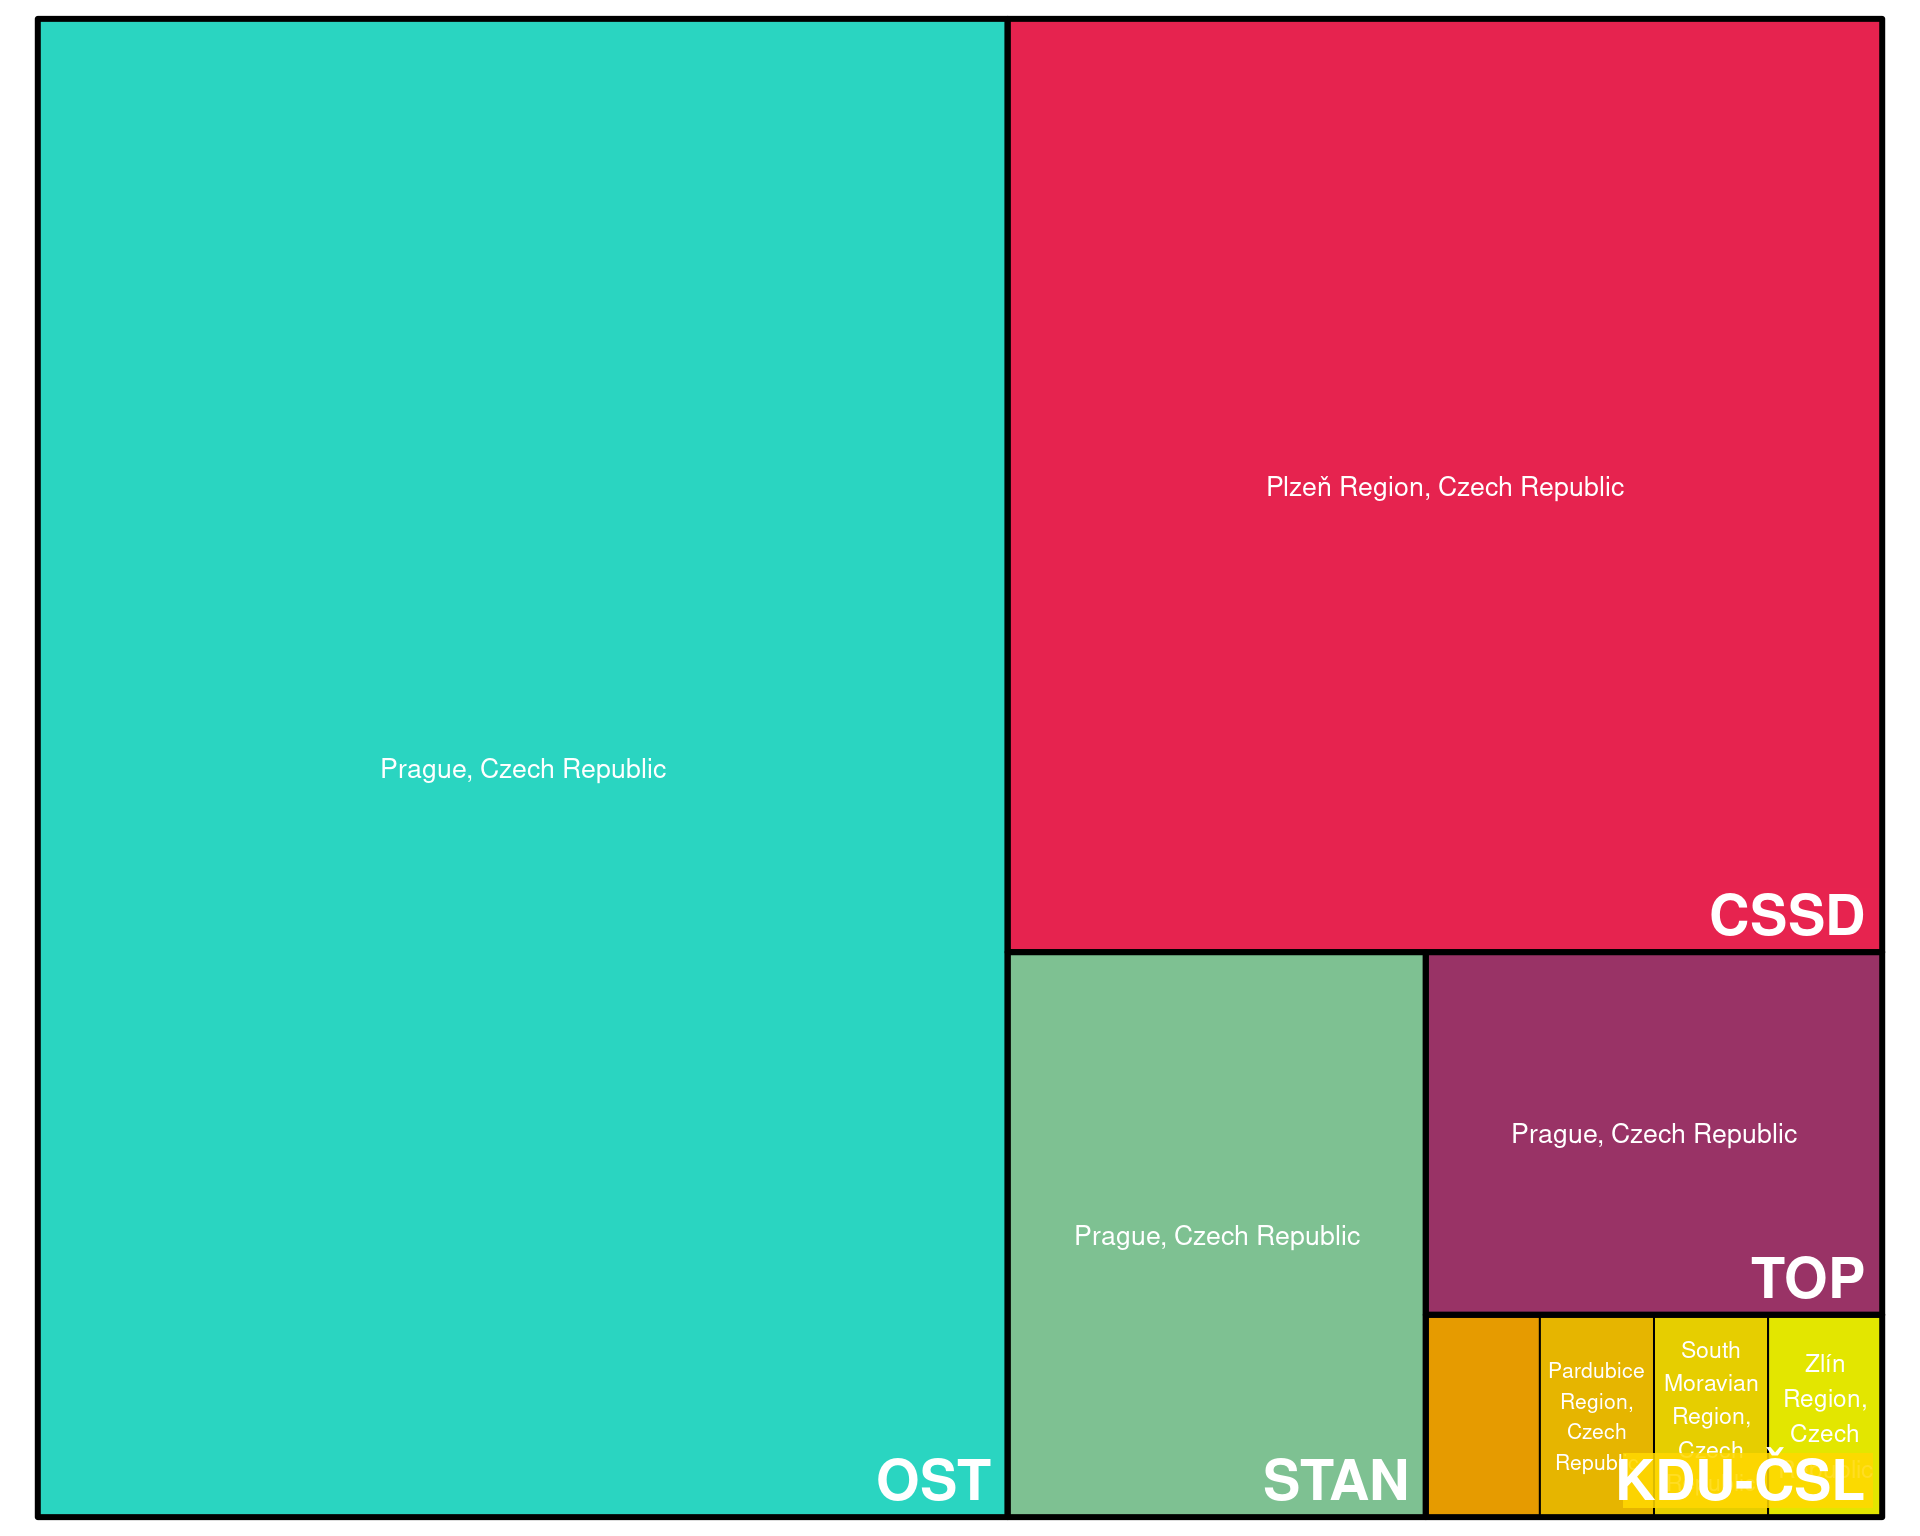 Prague, Czech Republic
OST
Plzeň Region, Czech Republic
CSSD
Prague, Czech Republic
STAN
Prague, Czech Republic
TOP
Pardubice
Region,
Czech
South
Moravian
Region,
Czech
Zlín
Region,
Czech
KDU-ČSL